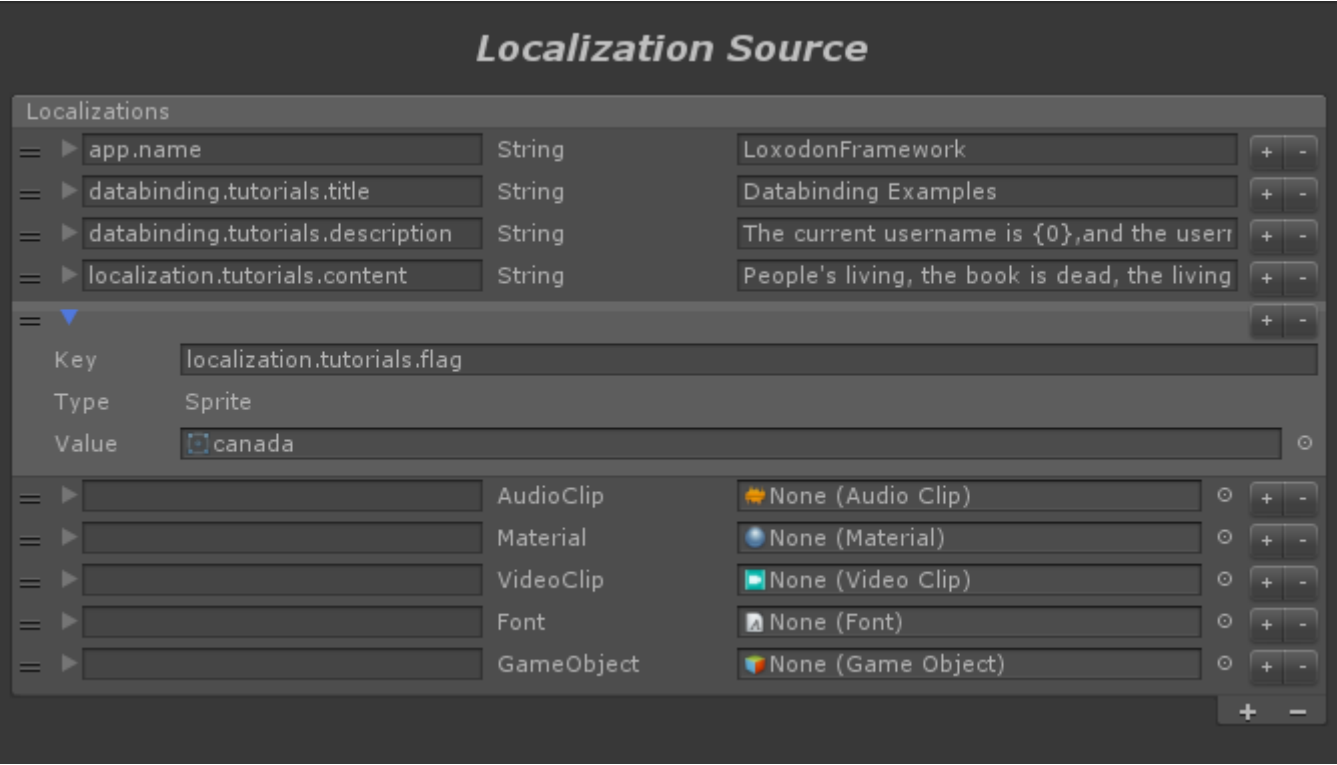 Localization Source
Localizations
app.name String LoxodonFramework + -
databinding.tutorials.title String Databinding Examples + -
databinding.tutorials.description String The current username is {0},and the + -
localization.tutorials.content String People's living, the book is dead, the living + -
+ -
Key localization.tutorials.flag
Type Sprite
Value canada
AudioClip None (Audio Clip) + -
Material None (Material) + -
VideoClip None (Video Clip) + -
Font None (Font) + -
GameObject None (Game Object) + -
+ −